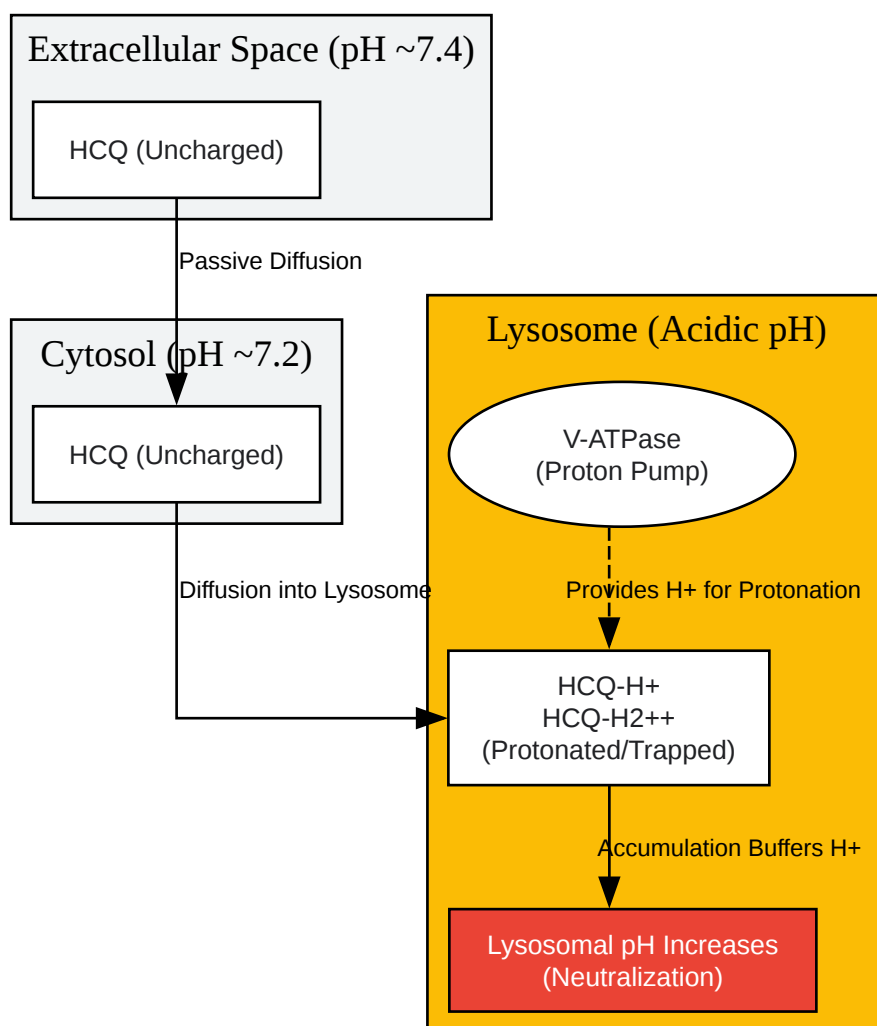 Extracellular Space (pH ~7.4)
HCQ (Uncharged)
Passive Diffusion
Cytosol (pH ~7.2)
HCQ (Uncharged)
Diffusion into Lysosome
Lysosome (Acidic pH)
V-ATPase
(Proton Pump)
Provides H+ for Protonation
HCQ-H+
HCQ-H2++
(Protonated/Trapped)
Accumulation Buffers H+
Lysosomal pH Increases
(Neutralization)